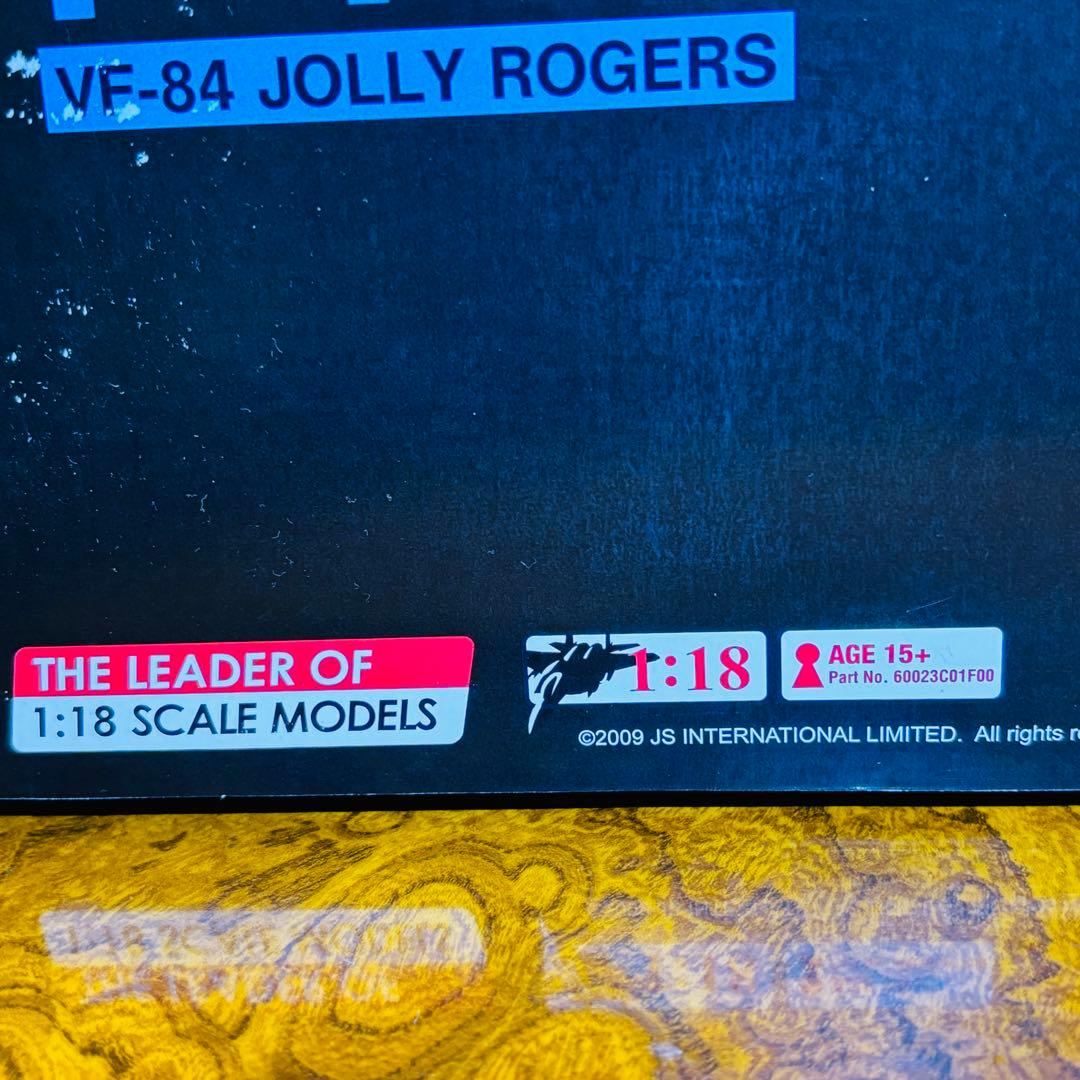 VF-84 JOLLY ROGERS
THE LEADER OF
1:18 SCALE MODELS
1:18
AGE 15+
Part No. 60023C01F00
©2009 JS INTERNATIONAL LIMITED. All rights